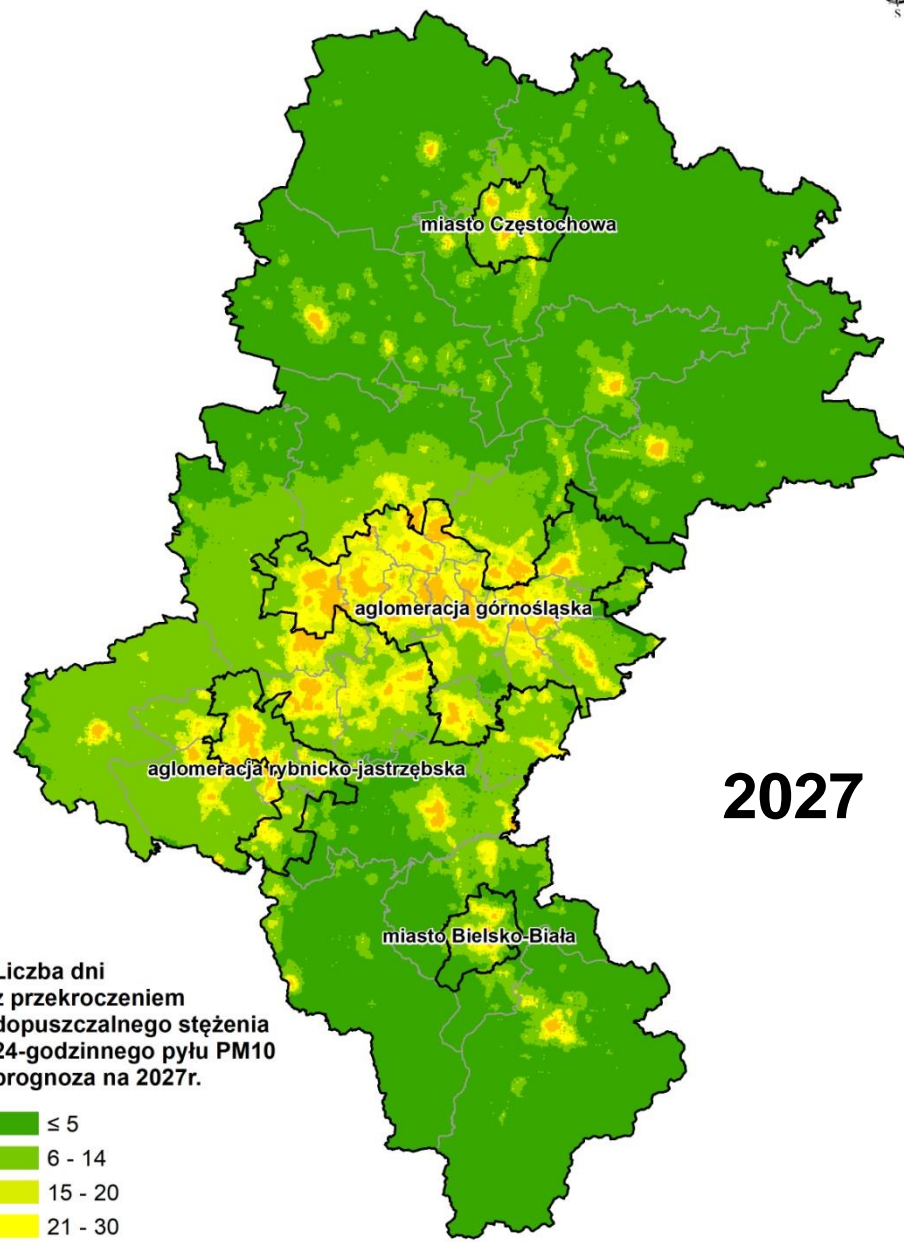 S
miasto Częstochowa
aglomeracja górnośląska
aglomeracja rybnicko-jastrzębska
2027
miasto Bielsko-Biała
Liczba dni
z przekroczeniem
dopuszczalnego stężenia
24-godzinnego pyłu PM10
prognoza na 2027r.
≤ 5
6 - 14
15 - 20
21 - 30